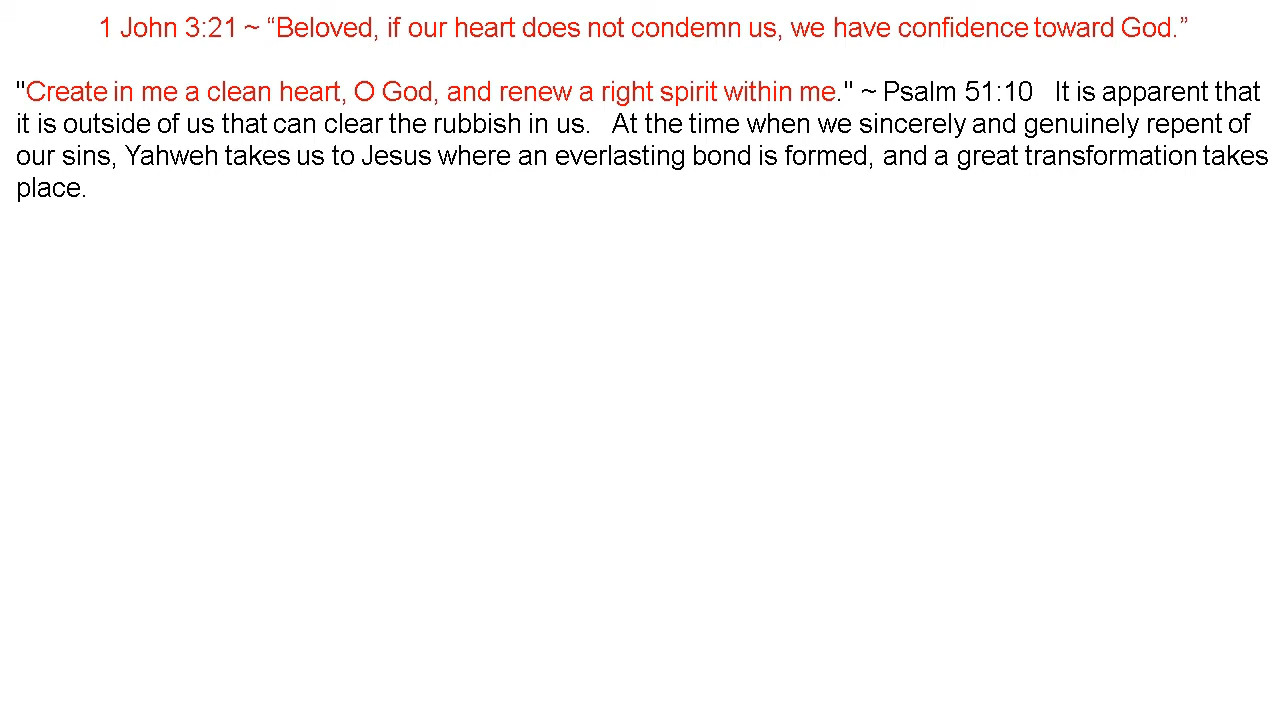 1 John 3:21 ~ “Beloved, if our heart does not condemn us, we have confidence toward God.”
"Create in me a clean heart, O God, and renew a right spirit within me." ~ Psalm 51:10   It is apparent that
it is outside of us that can clear the rubbish in us.   At the time when we sincerely and genuinely repent of
our sins, Yahweh takes us to Jesus where an everlasting bond is formed, and a great transformation takes
place.